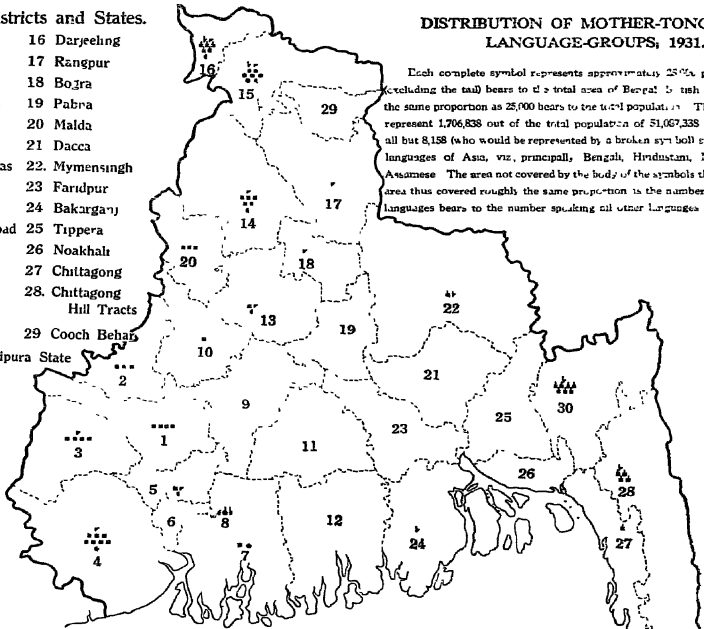 stricts and States.
16 Darjeeling
17 Rangpur
18 Bogra
19 Pabna
20 Malda
21 Dacca
as 22. Mymensingh
23 Faridpur
24 Bakarganj
oad 25 Tippera
26 Noakhali
27 Chittagong
28. Chittagong
Hill Tracts
29 Cooch Behar
ipura State
DISTRIBUTION OF MOTHER-TONG
LANGUAGE-GROUPS, 1931.
Each complete symbol represents approximately
(excluding the tail) bears to the total area of Bengal
the same proportion as 25,000 bears to the total population
represent 1,706,838 out of the total population of 51,087,338
all but 8,158 (who would be represented by a broken symbol
languages of Asia, viz, principally Bengali, Hindustani,
Assamese The area not covered by the body of the symbols
area thus covered roughly the same proportion as the number
languages bears to the number speaking all other languages
16
15
29
17
14
20
18
22
13
19
10
2
21
30
9
25
1
23
3
11
5
26
28
6
8
12
27
24
4
7